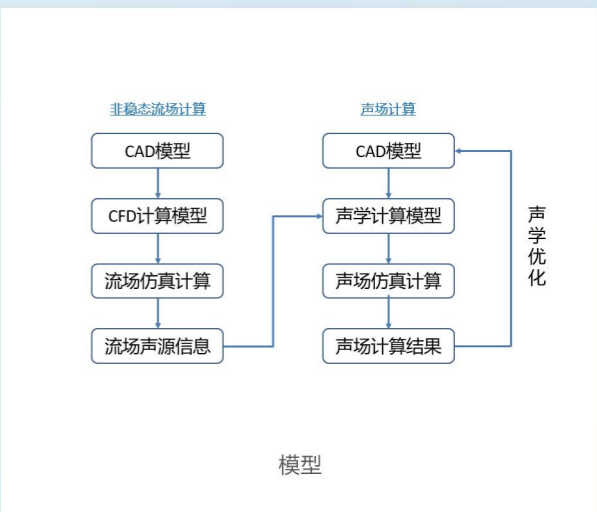 非稳态流场计算
CAD模型
CFD计算模型
流场仿真计算
流场声源信息
声场计算
CAD模型
声学计算模型
声场仿真计算
声场计算结果
声学优化
模型